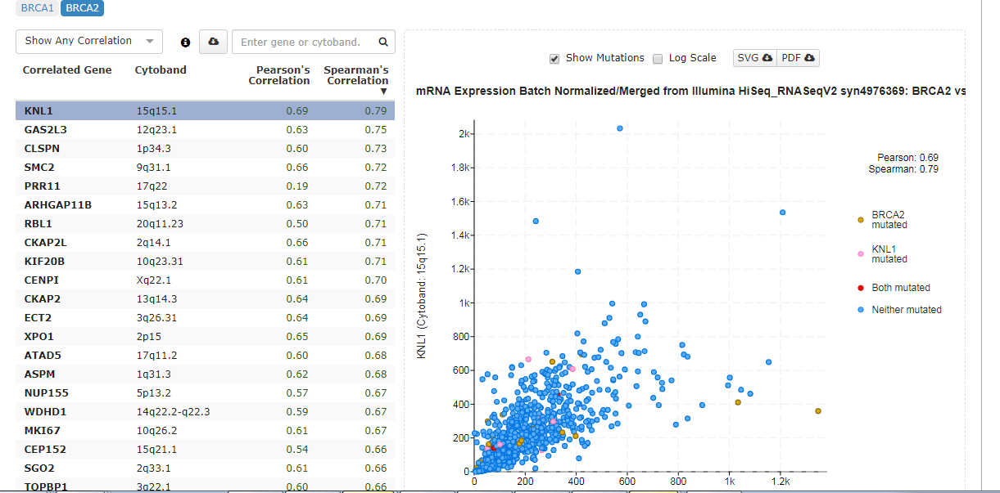 BRCA1 BRCA2
Show Any Correlation
Enter gene or cytoband.
Correlated Gene Cytoband Pearson's Correlation Spearman's Correlation ▼
KNL1 15q15.1 0.69 0.79
GAS2L3 12q23.1 0.63 0.75
CLSPN 1p34.3 0.60 0.73
SMC2 9q31.1 0.66 0.72
PRR11 17q22 0.19 0.72
ARHGAP11B 15q13.2 0.63 0.71
RBL1 20q11.23 0.50 0.71
CKAP2L 2q14.1 0.66 0.71
KIF20B 10q23.31 0.61 0.71
CENPI Xq22.1 0.61 0.70
CKAP2 13q14.3 0.64 0.69
ECT2 3q26.31 0.64 0.69
XPO1 2p15 0.65 0.69
ATAD5 17q11.2 0.60 0.68
ASPM 1q31.3 0.62 0.68
NUP155 5p13.2 0.57 0.67
WDHD1 14q22.2-q22.3 0.59 0.67
MKI67 10q26.2 0.61 0.67
CEP152 15q21.1 0.54 0.66
SGO2 2q33.1 0.61 0.66
TOPBP1 3q22.1 0.60 0.66
Show Mutations Log Scale SVG PDF
mRNA Expression Batch Normalized/Merged from Illumina HiSeq_RNASeqV2 syn4976369: BRCA2 vs
Pearson: 0.69
Spearman: 0.79
BRCA2
mutated
KNL1
mutated
Both mutated
Neither mutated
KNL1 (Cytoband: 15q15.1)
2k
1.8k
1.6k
1.4k
1.2k
1k
800
600
400
200
0
0 200 400 600 800 1k 1.2k